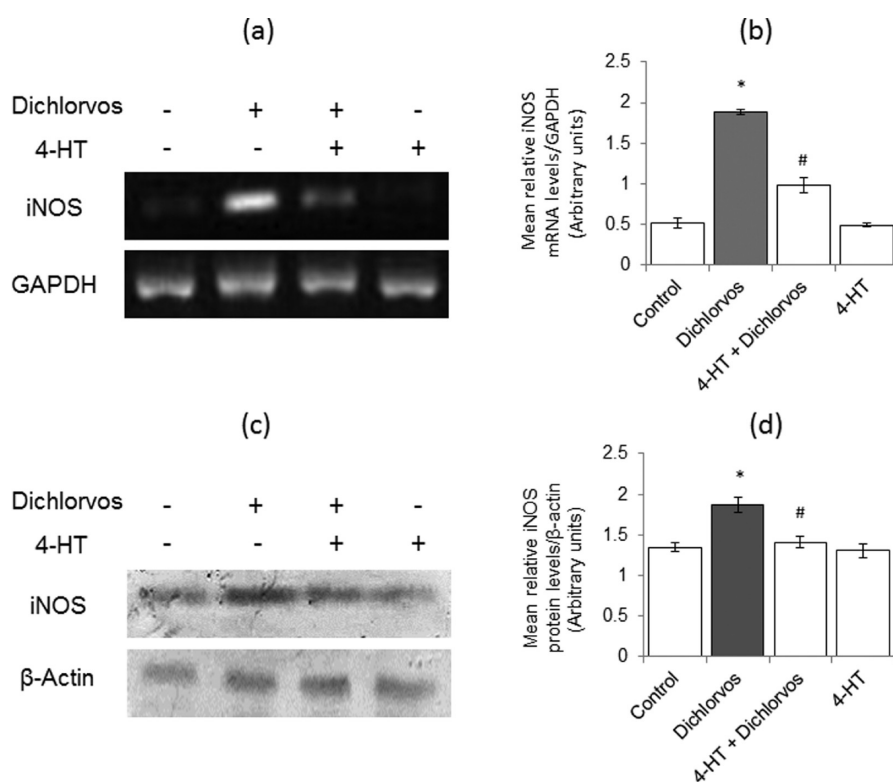 (a)
Dichlorvos - + + -
4-HT - - + +
iNOS
GAPDH
(b)
Mean relative iNOS
mRNA levels/GAPDH
(Arbitrary units)
2.5
2
1.5
1
0.5
0
*
#
Control
Dichlorvos
4-HT + Dichlorvos
4-HT
(c)
Dichlorvos - + + -
4-HT - - + +
iNOS
β-Actin
(d)
Mean relative iNOS
protein levels/β-actin
(Arbitrary units)
2.5
2
1.5
1
0.5
0
*
#
Control
Dichlorvos
4-HT + Dichlorvos
4-HT